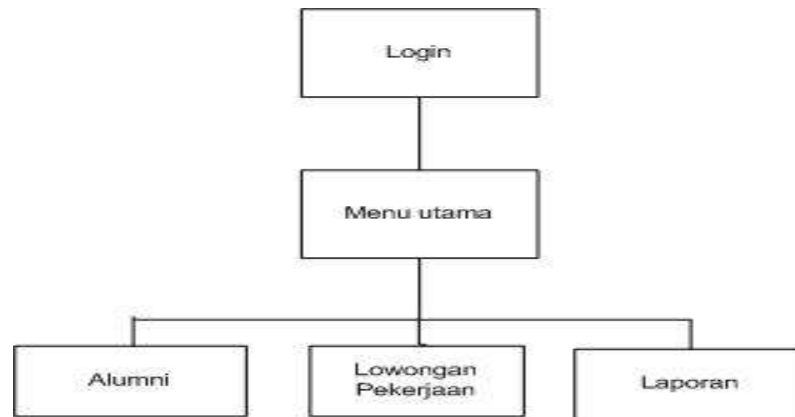 Login
Menu utama
Alumni
Lowongan
Pekerjaan
Laporan